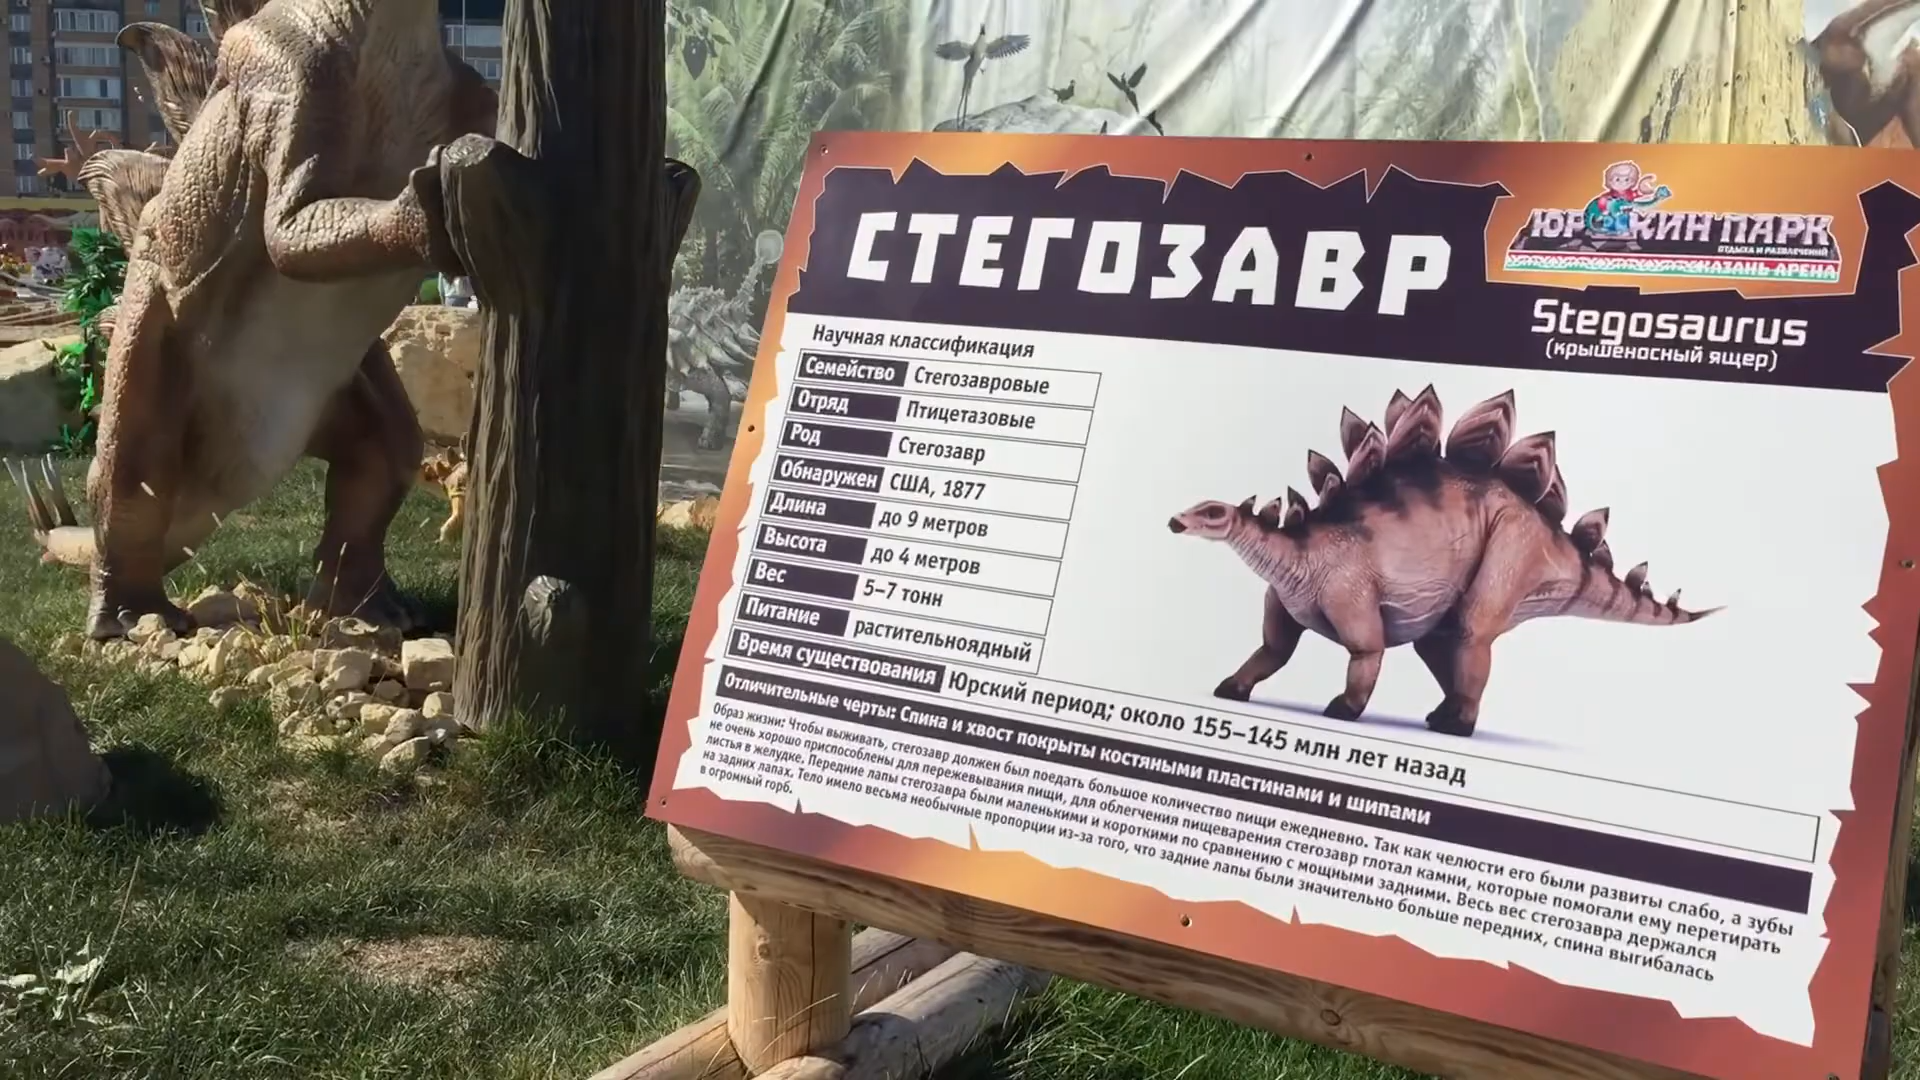 СТЕГОЗАВР
ЮРКИН ПАРК
ОТДЫХА И РАЗВЛЕЧЕНИЙ
КАЗАНЬ АРЕНА
Stegosaurus
(крышеносный ящер)
Научная классификация
Семейство Стегозавровые
Отряд Птицетазовые
Род Стегозавр
Обнаружен США, 1877
Длина до 9 метров
Высота до 4 метров
Вес 5–7 тонн
Питание растительноядный
Время существования Юрский период; около 155–145 млн лет назад
Отличительные черты: Спина и хвост покрыты костяными пластинами и шипами
Образ жизни: Чтобы выживать, стегозавр должен был поедать большое количество пищи ежедневно. Так как челюсти его были развиты слабо, а зубы
не очень хорошо приспособлены для пережевывания пищи, для облегчения пищеварения стегозавр глотал камни, которые помогали ему перетирать
листья в желудке. Передние лапы стегозавра были маленькими и короткими по сравнению с мощными задними. Весь вес стегозавра держался
на задних лапах. Тело имело весьма необычные пропорции из-за того, что задние лапы были значительно больше передних, спина выгибалась
в огромный горб.